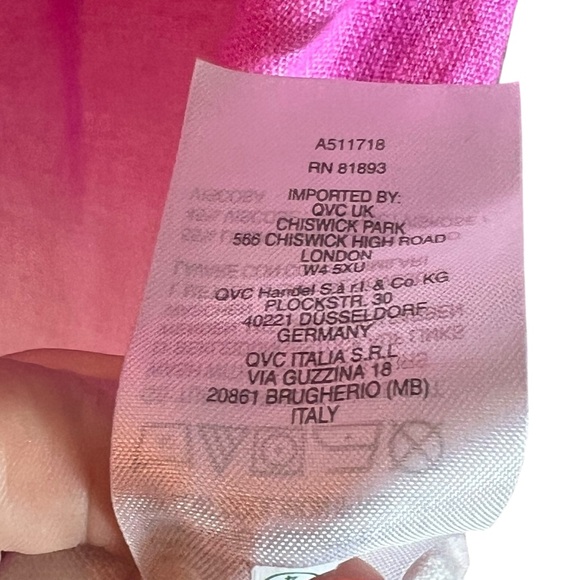 A511718
RN 81893
IMPORTED BY:
QVC UK
CHISWICK PARK
566 CHISWICK HIGH ROAD
LONDON
W4 5XU
QVC Handel S.à r.l. & Co. KG
PLOCKSTR. 30
40221 DÜSSELDORF
GERMANY
QVC ITALIA S.R.L
VIA GUZZINA 18
20861 BRUGHERIO (MB)
ITALY